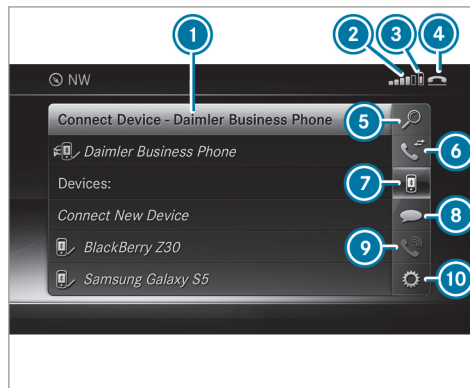 1
2
3
4
NW
Connect Device - Daimler Business Phone
5
Daimler Business Phone
6
Devices:
7
Connect New Device
8
BlackBerry Z30
9
Samsung Galaxy S5
10